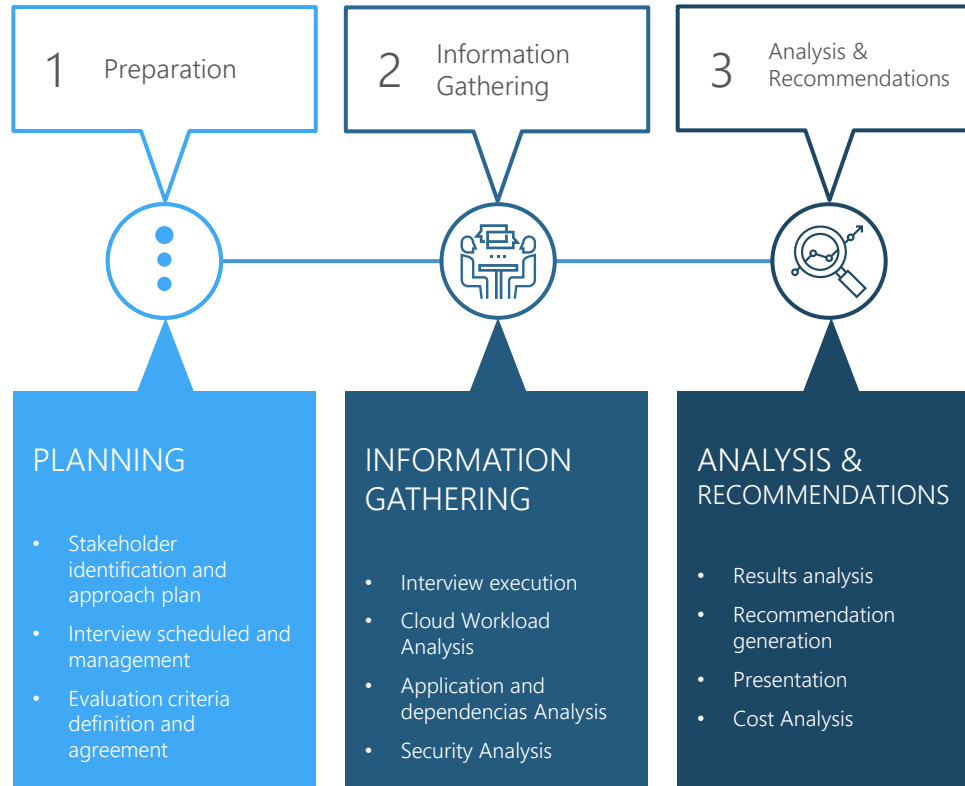 1
Preparation
2
Information
Gathering
3
Analysis &
Recommendations
PLANNING
• Stakeholder
identification and
approach plan
• Interview scheduled and
management
• Evaluation criteria
definition and
agreement
INFORMATION
GATHERING
• Interview execution
• Cloud Workload
Analysis
• Application and
dependencias Analysis
• Security Analysis
ANALYSIS &
RECOMMENDATIONS
• Results analysis
• Recommendation
generation
• Presentation
• Cost Analysis